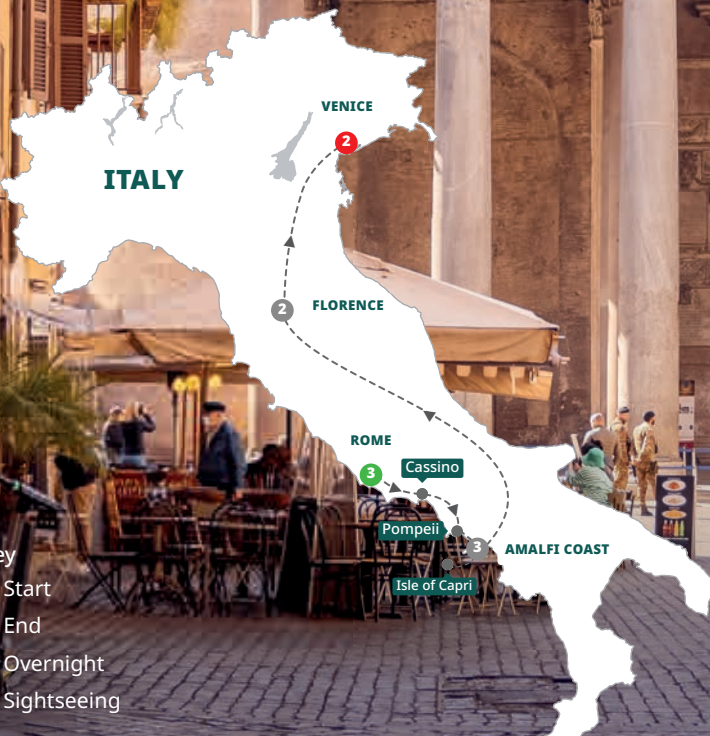 VENICE
2
ITALY
2
FLORENCE
ROME
3
Cassino
Pompeii
3
AMALFI COAST
Isle of Capri
ey
Start
End
Overnight
Sightseeing